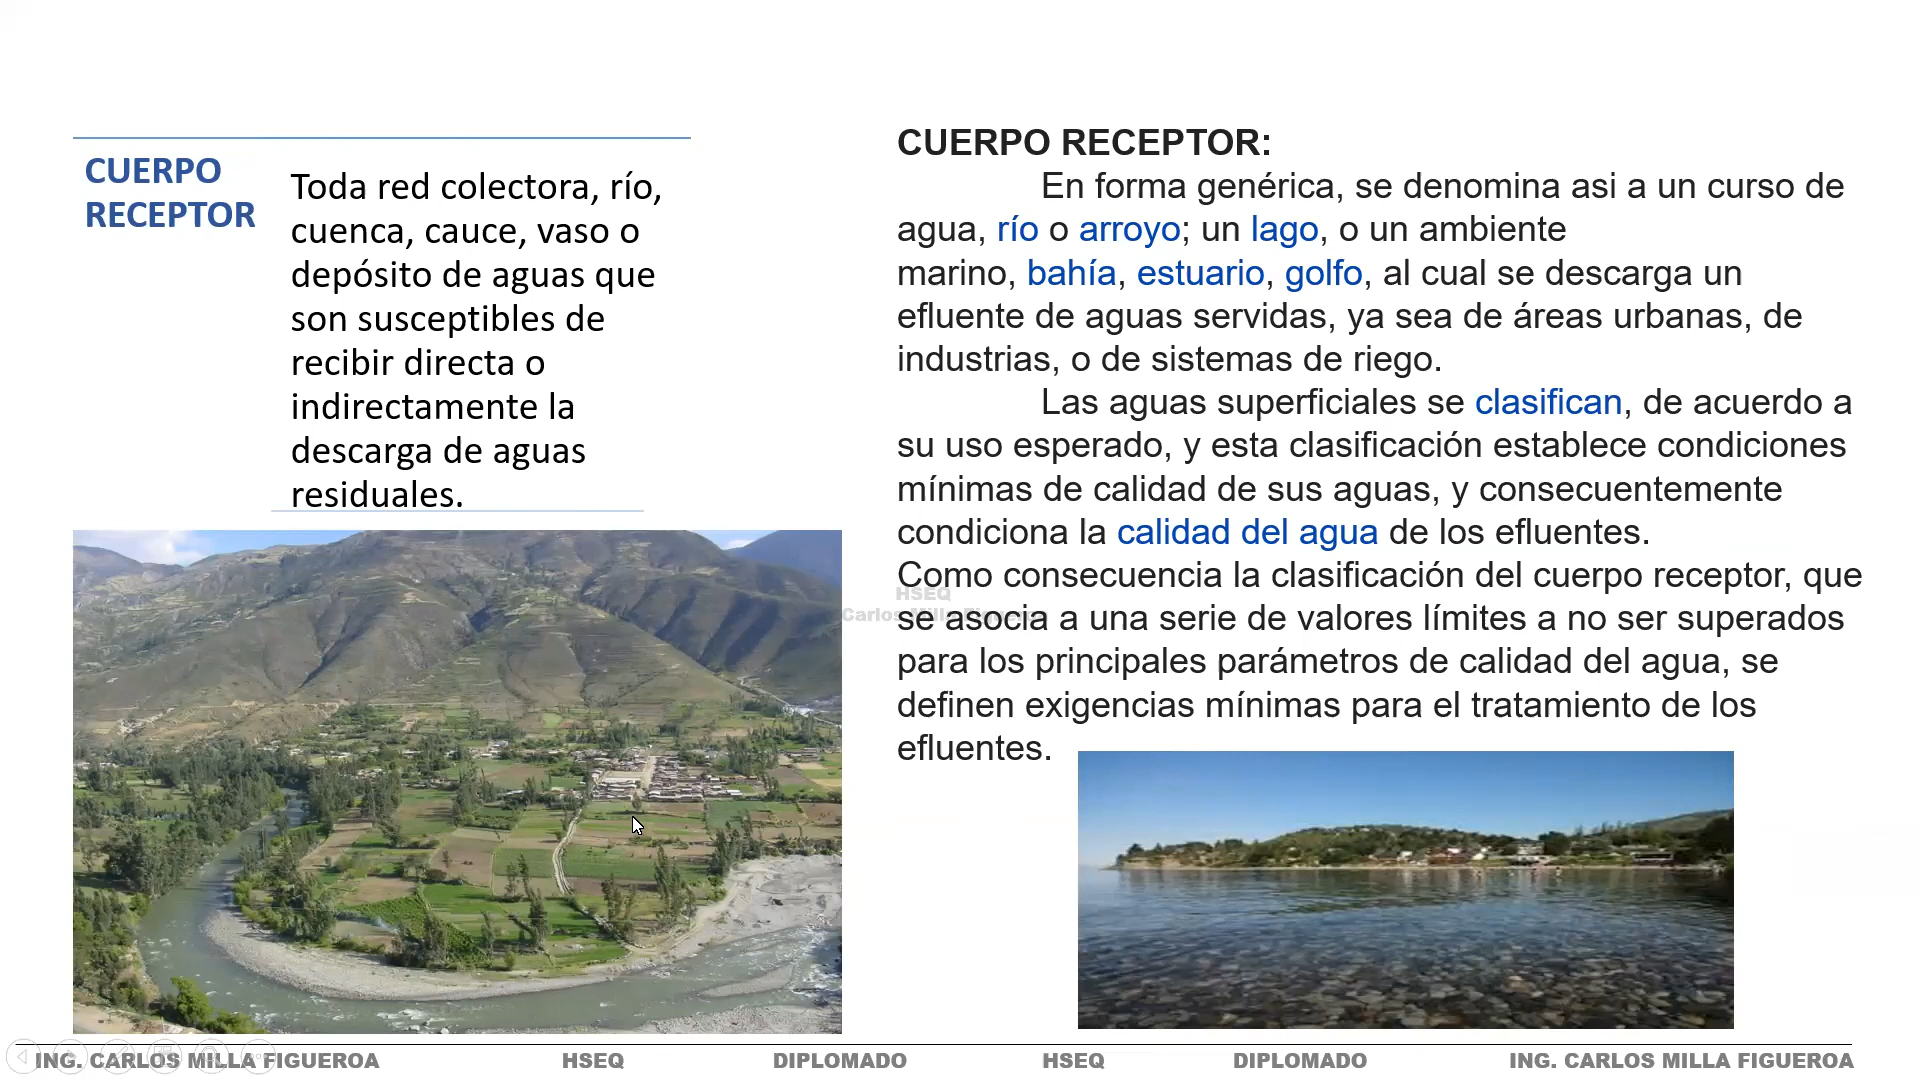 CUERPO
RECEPTOR
Toda red colectora, río,
cuenca, cauce, vaso o
depósito de aguas que
son susceptibles de
recibir directa o
indirectamente la
descarga de aguas
residuales.
CUERPO RECEPTOR:
En forma genérica, se denomina asi a un curso de
agua, río o arroyo; un lago, o un ambiente
marino, bahía, estuario, golfo, al cual se descarga un
efluente de aguas servidas, ya sea de áreas urbanas, de
industrias, o de sistemas de riego.
Las aguas superficiales se clasifican, de acuerdo a
su uso esperado, y esta clasificación establece condiciones
mínimas de calidad de sus aguas, y consecuentemente
condiciona la calidad del agua de los efluentes.
Como consecuencia la clasificación del cuerpo receptor, que
se asocia a una serie de valores límites a no ser superados
para los principales parámetros de calidad del agua, se
definen exigencias mínimas para el tratamiento de los
efluentes.
HSEQ
Carlos Milla Figueroa
ING. CARLOS MILLA FIGUEROA HSEQ DIPLOMADO HSEQ DIPLOMADO ING. CARLOS MILLA FIGUEROA